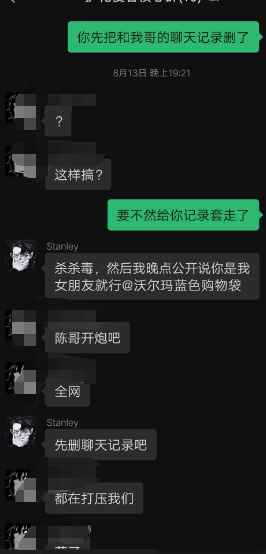 你先把和我哥的聊天记录删了
8月13日 晚上19:21
?
这样搞?
要不然给你记录套走了
Stanley
杀杀毒，然后我晚点公开说你是我
女朋友就行@沃尔玛蓝色购物袋
陈哥开炮吧
全网
Stanley
先删聊天记录吧
都在打压我们